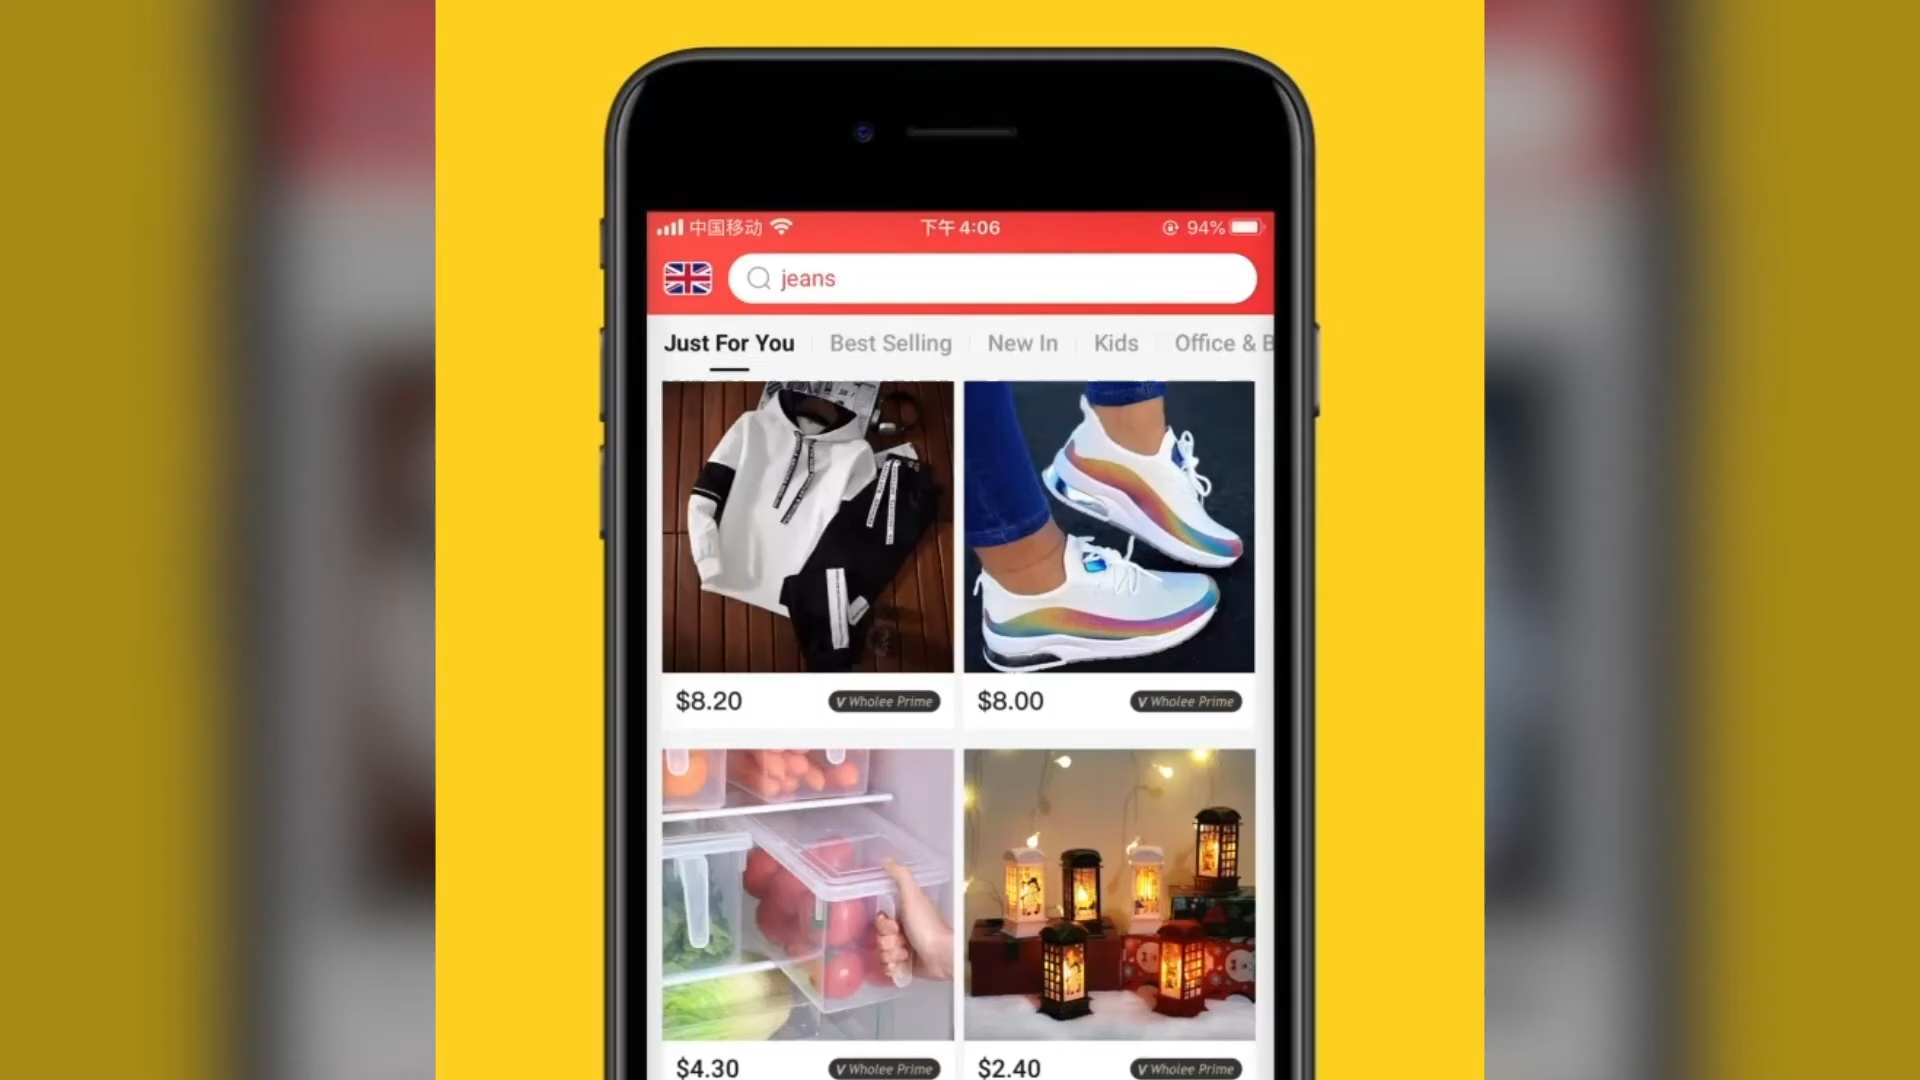 中国移动 下午4:06 94%
jeans
Just For You Best Selling New In Kids Office & B
$8.20 V Wholee Prime $8.00 V Wholee Prime
$4.30 V Wholee Prime $2.40 V Wholee Prime